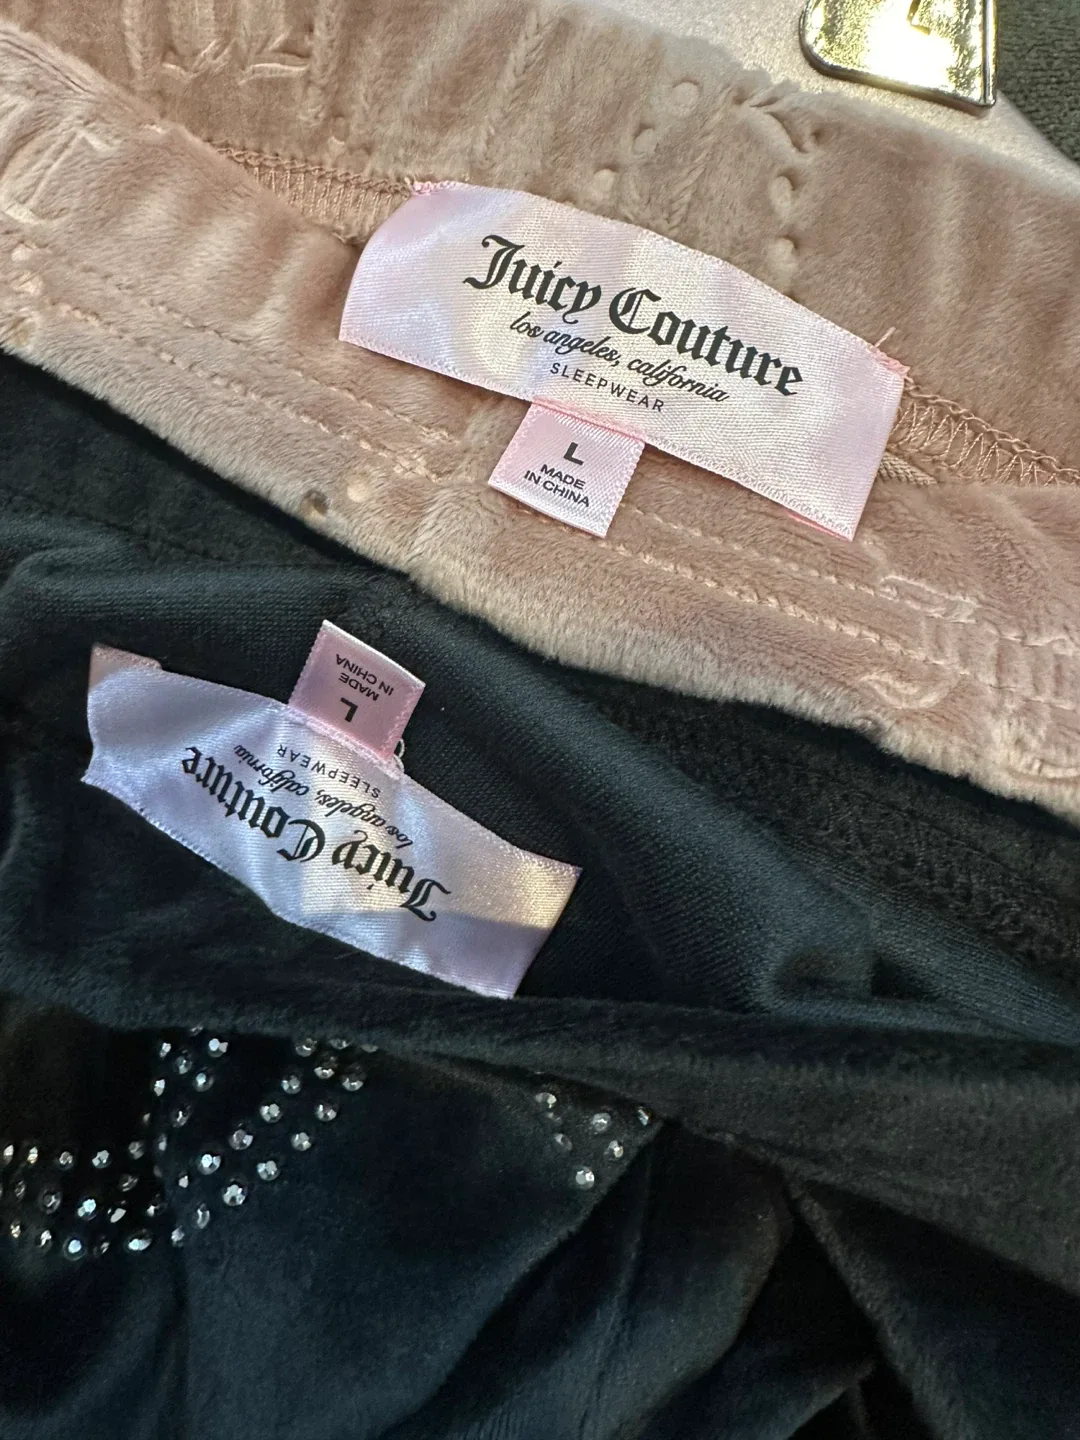 Juicy Couture
los angeles, california
SLEEPWEAR
L
MADE
IN CHINA
Juicy Couture
los angeles, california
SLEEPWEAR
L
MADE
IN CHINA